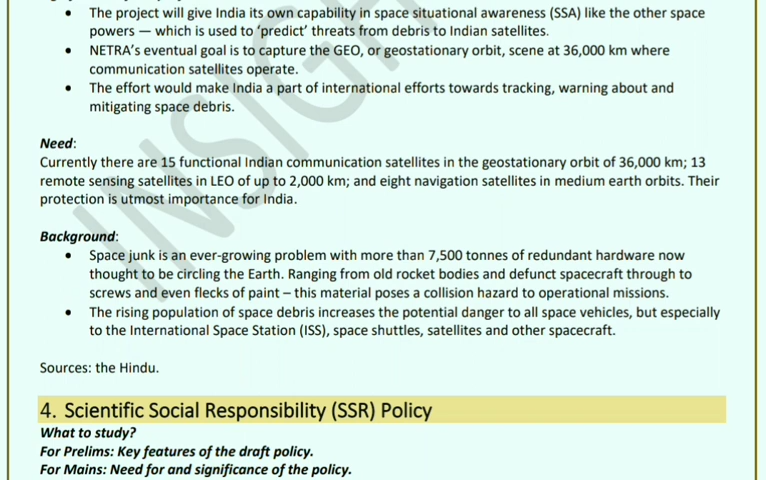 • The project will give India its own capability in space situational awareness (SSA) like the other space
powers — which is used to ‘predict’ threats from debris to Indian satellites.
• NETRA’s eventual goal is to capture the GEO, or geostationary orbit, scene at 36,000 km where
communication satellites operate.
• The effort would make India a part of international efforts towards tracking, warning about and
mitigating space debris.
Need:
Currently there are 15 functional Indian communication satellites in the geostationary orbit of 36,000 km; 13
remote sensing satellites in LEO of up to 2,000 km; and eight navigation satellites in medium earth orbits. Their
protection is utmost importance for India.
Background:
• Space junk is an ever-growing problem with more than 7,500 tonnes of redundant hardware now
thought to be circling the Earth. Ranging from old rocket bodies and defunct spacecraft through to
screws and even flecks of paint – this material poses a collision hazard to operational missions.
• The rising population of space debris increases the potential danger to all space vehicles, but especially
to the International Space Station (ISS), space shuttles, satellites and other spacecraft.
Sources: the Hindu.
4. Scientific Social Responsibility (SSR) Policy
What to study?
For Prelims: Key features of the draft policy.
For Mains: Need for and significance of the policy.
INSIGH